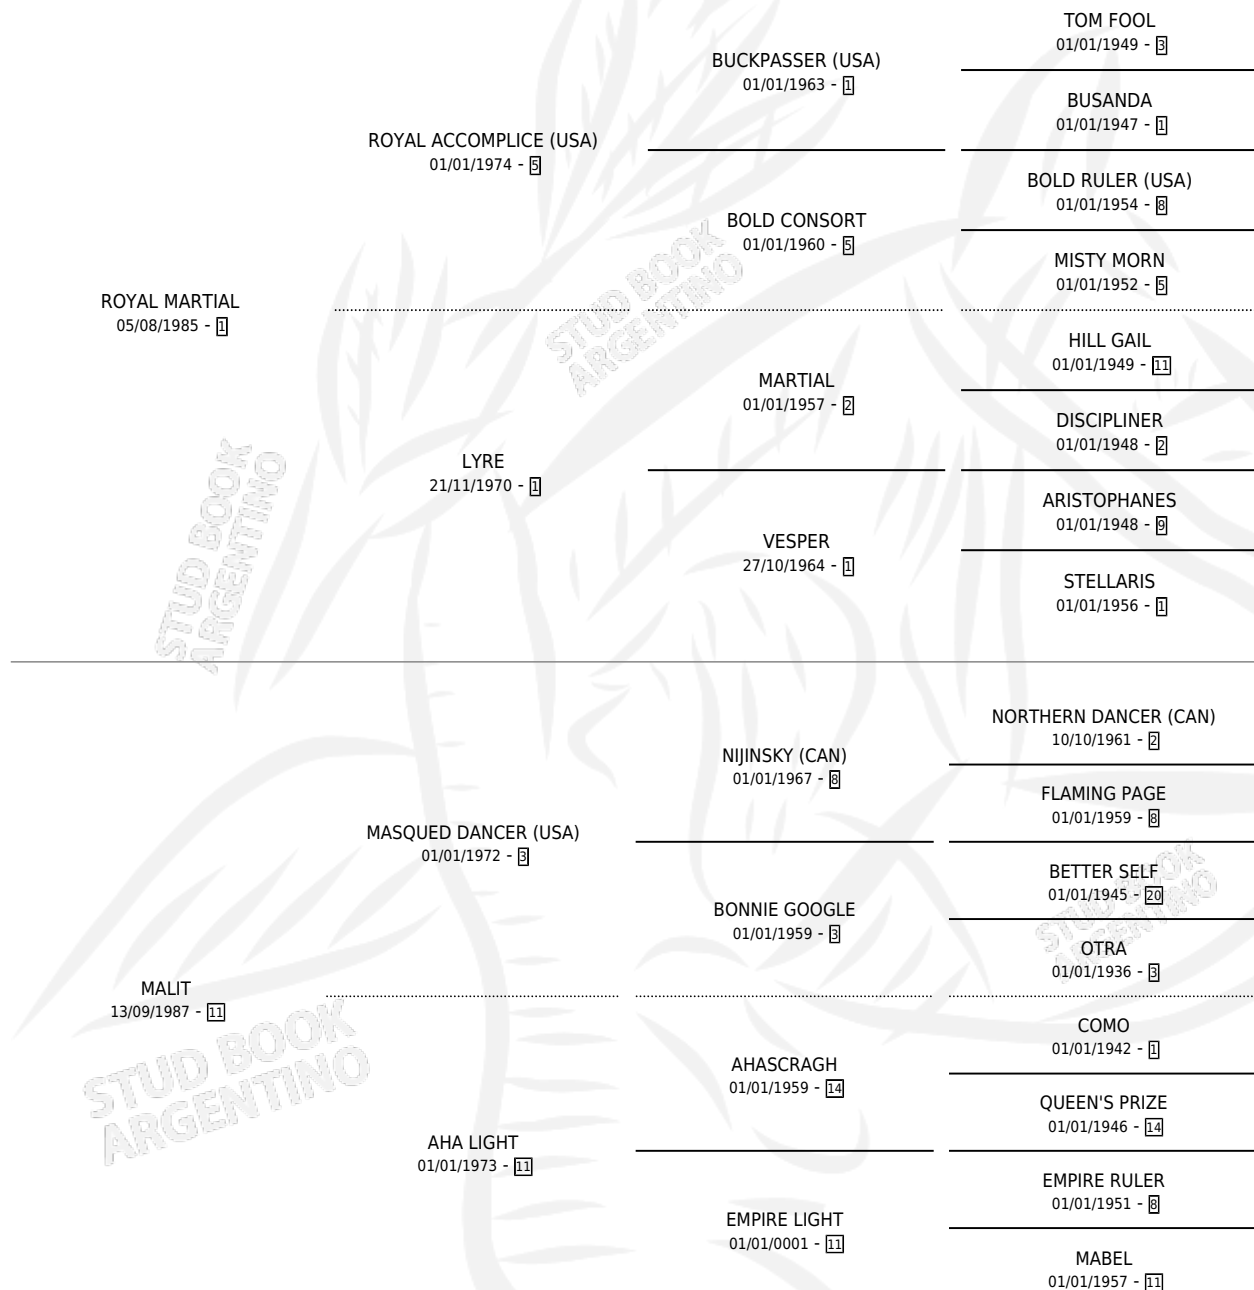 TOM FOOL
01/01/1949 - 3
BUCKPASSER (USA)
01/01/1963 - 1
BUSANDA
01/01/1947 - 1
ROYAL ACCOMPLICE (USA)
01/01/1974 - 5
BOLD RULER (USA)
01/01/1954 - 8
BOLD CONSORT
01/01/1960 - 5
MISTY MORN
01/01/1952 - 5
STUD BOOK
ARGENTINO
ROYAL MARTIAL
05/08/1985 - 1
HILL GAIL
01/01/1949 - 11
MARTIAL
01/01/1957 - 2
DISCIPLINER
01/01/1948 - 2
LYRE
21/11/1970 - 1
ARISTOPHANES
01/01/1948 - 9
VESPER
27/10/1964 - 1
STELLARIS
01/01/1956 - 1
STUD BOOK
ARGENTINO
NORTHERN DANCER (CAN)
10/10/1961 - 2
NIJINSKY (CAN)
01/01/1967 - 8
FLAMING PAGE
01/01/1959 - 8
MASQUED DANCER (USA)
01/01/1972 - 3
BETTER SELF
01/01/1945 - 20
BONNIE GOOGLE
01/01/1959 - 3
OTRA
01/01/1936 - 3
STUD BOOK
ARGENTINO
MALIT
13/09/1987 - 11
COMO
01/01/1942 - 1
AHASCRAGH
01/01/1959 - 14
QUEEN'S PRIZE
01/01/1946 - 14
STUD BOOK
ARGENTINO
AHA LIGHT
01/01/1973 - 11
EMPIRE RULER
01/01/1951 - 8
EMPIRE LIGHT
01/01/0001 - 11
MABEL
01/01/1957 - 11